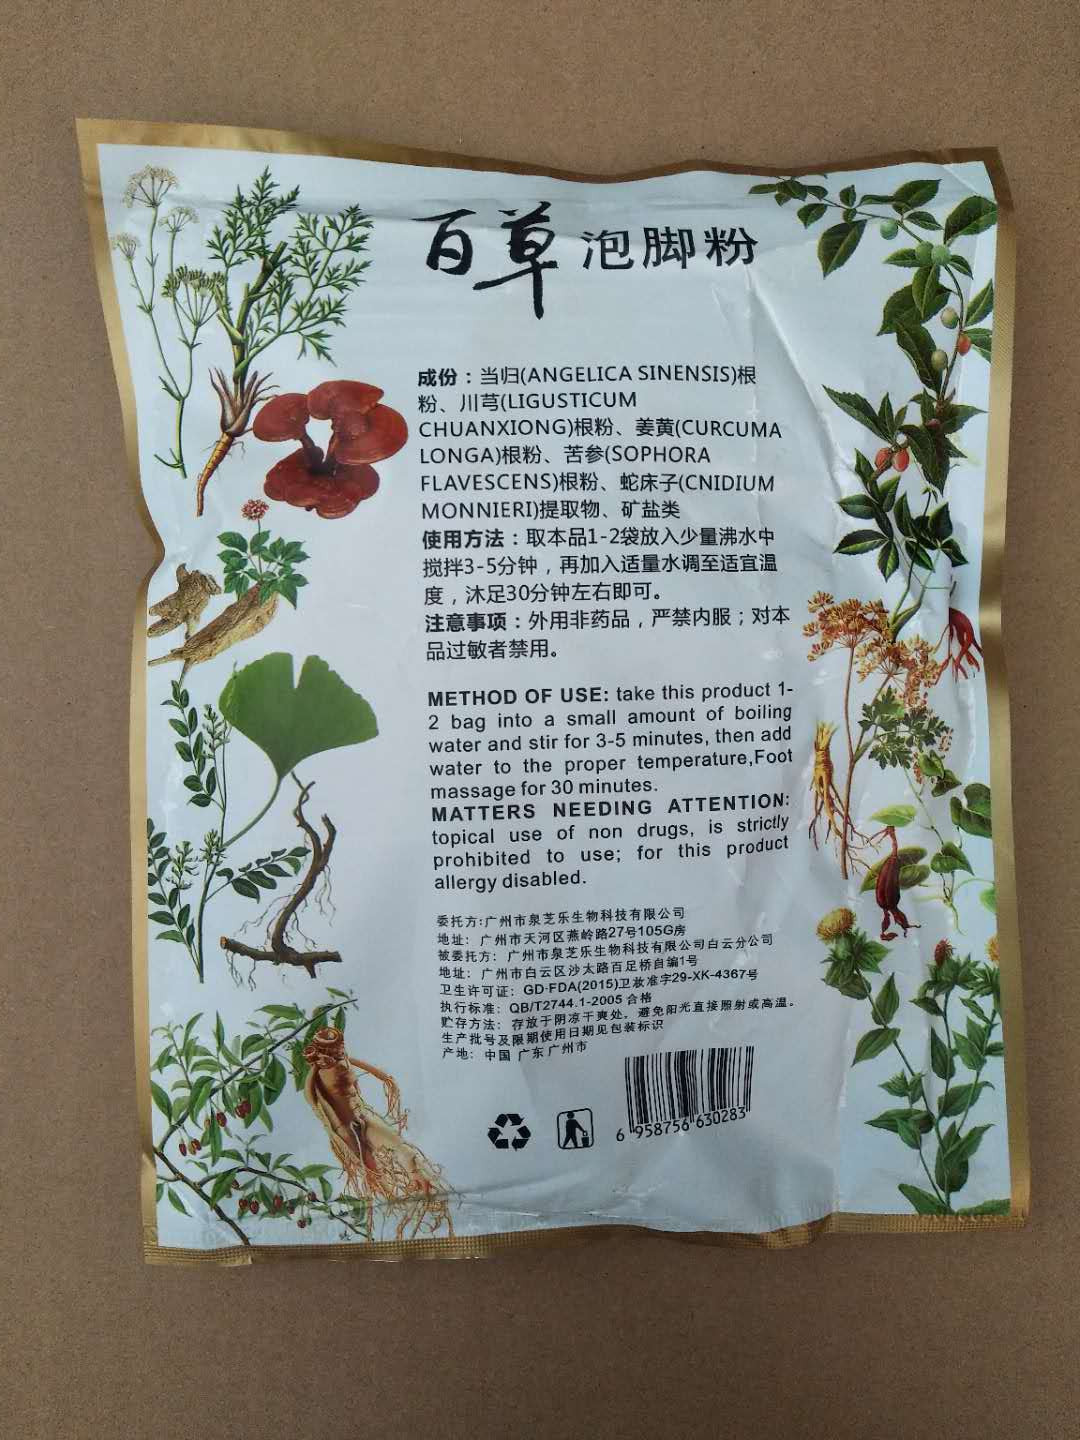 百草泡脚粉
成份：当归(ANGELICA SINENSIS)根
粉、川芎(LIGUSTICUM
CHUANXIONG)根粉、姜黄(CURCUMA
LONGA)根粉、苦参(SOPHORA
FLAVESCENS)根粉、蛇床子(CNIDIUM
MONNIERI)提取物、矿盐类
使用方法：取本品1-2袋放入少量沸水中
搅拌3-5分钟，再加入适量水调至适宜温
度，沐足30分钟左右即可。
注意事项：外用非药品，严禁内服；对本
品过敏者禁用。
METHOD OF USE: take this product 1-
2 bag into a small amount of boiling
water and stir for 3-5 minutes, then add
water to the proper temperature,Foot
massage for 30 minutes.
MATTERS NEEDING ATTENTION:
topical use of non drugs, is strictly
prohibited to use; for this product
allergy disabled.
委托方:广州市泉芝乐生物科技有限公司
地址：广州市天河区燕岭路27号105G房
被委托方：广州市泉芝乐生物科技有限公司白云分公司
地址：广州市白云区沙太路百足桥自编1号
卫生许可证：GD·FDA(2015)卫妆准字29-XK-4367号
执行标准：QB/T2744.1-2005 合格
贮存方法：存放于阴凉干爽处。避免阳光直接照射或高温。
生产批号及限期使用日期见包装标识
产地：中国 广东 广州市
6 958756 630283